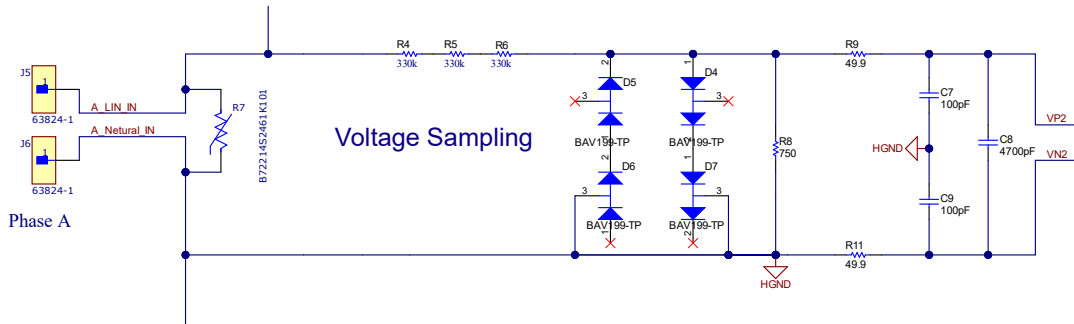 J5
1
63824-1
A_LIN_IN
A_Netural_IN
J6
1
63824-1
Phase A
R7
B72214S2461K101
Voltage Sampling
R4
330k
R5
330k
R6
330k
2
D5
3
1
BAV199-TP
2
D6
3
1
BAV199-TP
1
D4
3
2
BAV199-TP
1
D7
3
2
BAV199-TP
R8
750
HGND
R9
49.9
R11
49.9
C7
100pF
HGND
C9
100pF
C8
4700pF
VP2
VN2